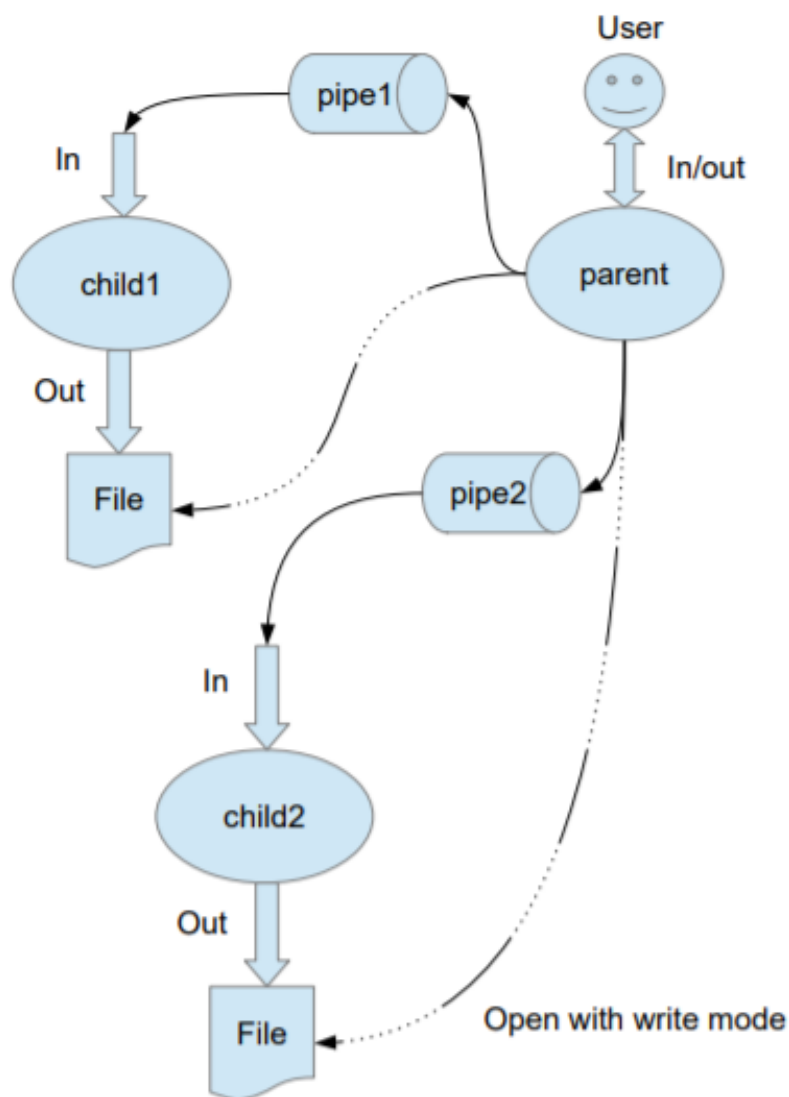 User
pipe1
In
In/out
child1
parent
Out
File
pipe2
In
child2
Out
File
Open with write mode